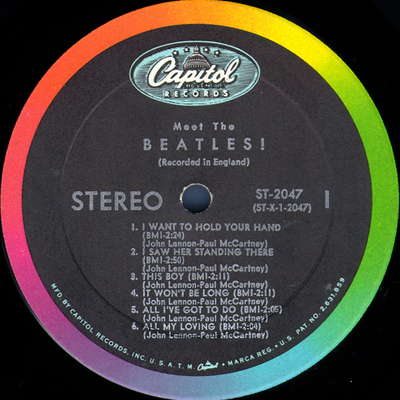 Capitol
RECORDS
Meet The
BEATLES!
(Recorded in England)
STEREO
ST-2047
(ST-X-1-2047)
1
1. I WANT TO HOLD YOUR HAND
(BMI-2:24)
(John Lennon-Paul McCartney)
2. I SAW HER STANDING THERE
(BMI-2:50)
(John Lennon-Paul McCartney)
3. THIS BOY (BMI-2:11)
(John Lennon-Paul McCartney)
4. IT WON'T BE LONG (BMI-2:11)
(John Lennon-Paul McCartney)
5. ALL I'VE GOT TO DO (BMI-2:05)
(John Lennon-Paul McCartney)
6. ALL MY LOVING (BMI-2:04)
(John Lennon-Paul McCartney)
MFD. BY CAPITOL RECORDS, INC. U.S.A. T.M. Capitol MARCA REG. • U.S. PAT. NO. 2,631,859